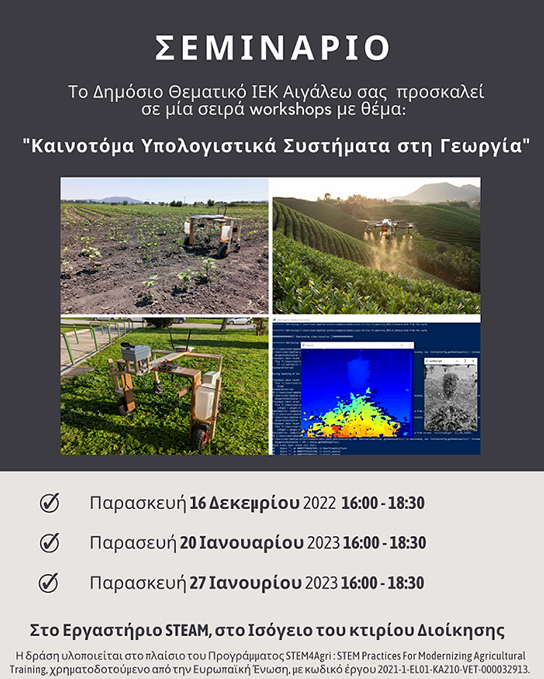 ΣΕΜΙΝΑΡΙΟ
Το Δημόσιο Θεματικό ΙΕΚ Αιγάλεω σας προσκαλεί
σε μία σειρά workshops με θέμα:
"Καινοτόμα Υπολογιστικά Συστήματα στη Γεωργία"
Παρασκευή 16 Δεκεμρίου 2022 16:00 - 18:30
Παρασευή 20 Ιανουαρίου 2023 16:00 - 18:30
Παρασκευή 27 Ιανουρίου 2023 16:00 - 18:30
Στο Εργαστήριο STEAM, στο Ισόγειο του κτιρίου Διοίκησης
Η δράση υλοποιείται στο πλαίσιο του Προγράμματος STEM4Agri : STEM Practices For Modernizing Agricultural
Training, χρηματοδοτούμενο από την Ευρωπαϊκή Ένωση, με κωδικό έργου 2021-1-EL01-KA210-VET-000032913.